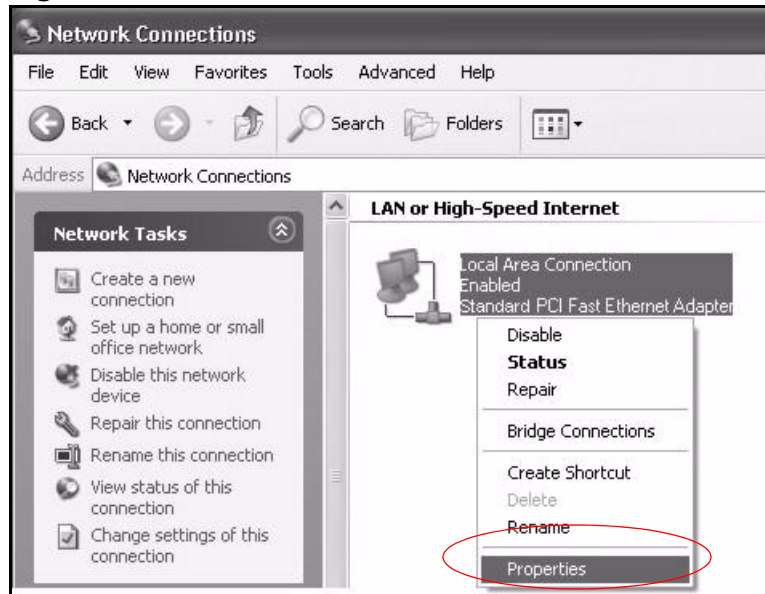 Network Connections
File Edit View Favorites Tools Advanced Help
Back Search Folders
Address Network Connections
Network Tasks
Create a new
connection
Set up a home or small
office network
Disable this network
device
Repair this connection
Rename this connection
View status of this
connection
Change settings of this
connection
LAN or High-Speed Internet
Local Area Connection
Enabled
Standard PCI Fast Ethernet Adapter
Disable
Status
Repair
Bridge Connections
Create Shortcut
Delete
Rename
Properties